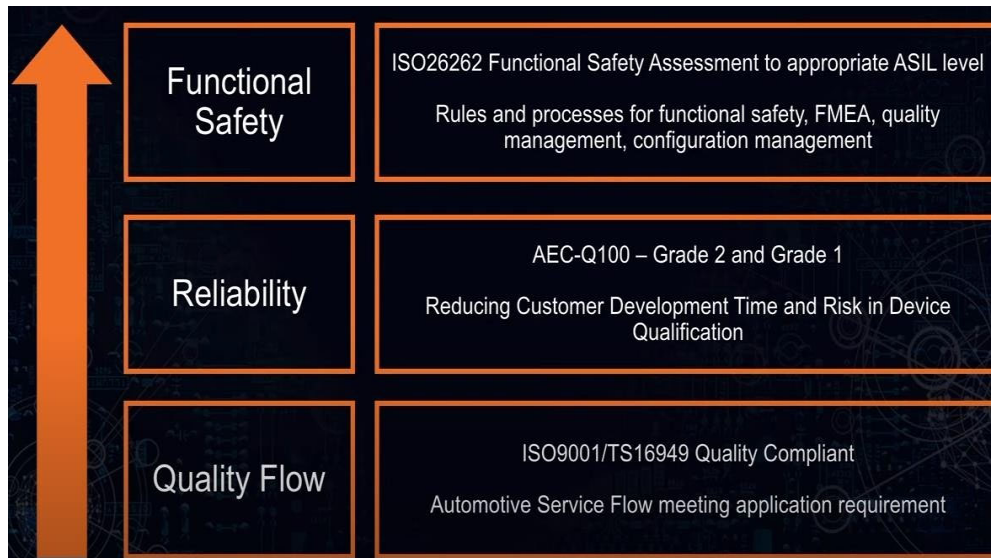 Functional
Safety
ISO26262 Functional Safety Assessment to appropriate ASIL level
Rules and processes for functional safety, FMEA, quality
management, configuration management
Reliability
AEC-Q100 – Grade 2 and Grade 1
Reducing Customer Development Time and Risk in Device
Qualification
Quality Flow
ISO9001/TS16949 Quality Compliant
Automotive Service Flow meeting application requirement